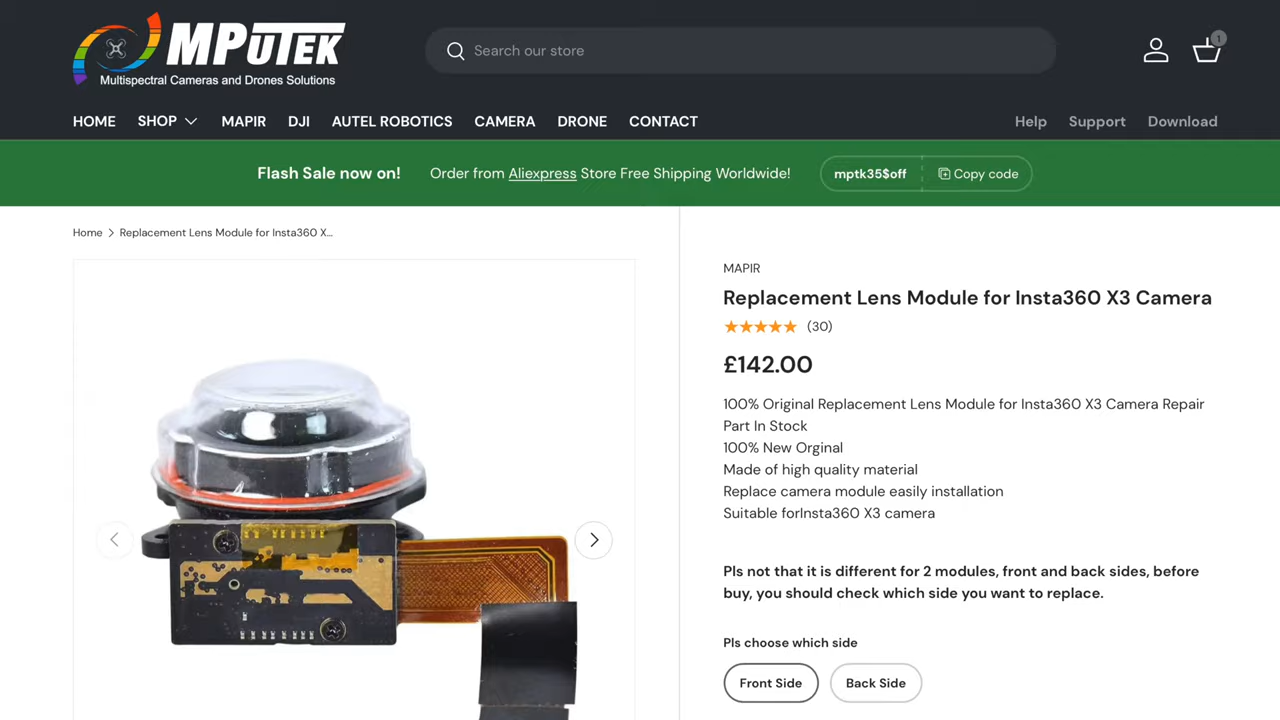 MPUTEK
Multispectral Cameras and Drones Solutions
Search our store
1
HOME SHOP MAPIR DJI AUTEL ROBOTICS CAMERA DRONE CONTACT Help Support Download
Flash Sale now on! Order from Aliexpress Store Free Shipping Worldwide! mptk35$off Copy code
Home Replacement Lens Module for Insta360 X...
MAPIR
Replacement Lens Module for Insta360 X3 Camera
★★★★★ (30)
£142.00
100% Original Replacement Lens Module for Insta360 X3 Camera Repair
Part In Stock
100% New Orginal
Made of high quality material
Replace camera module easily installation
Suitable forInsta360 X3 camera
Pls not that it is different for 2 modules, front and back sides, before
buy, you should check which side you want to replace.
Pls choose which side
Front Side Back Side